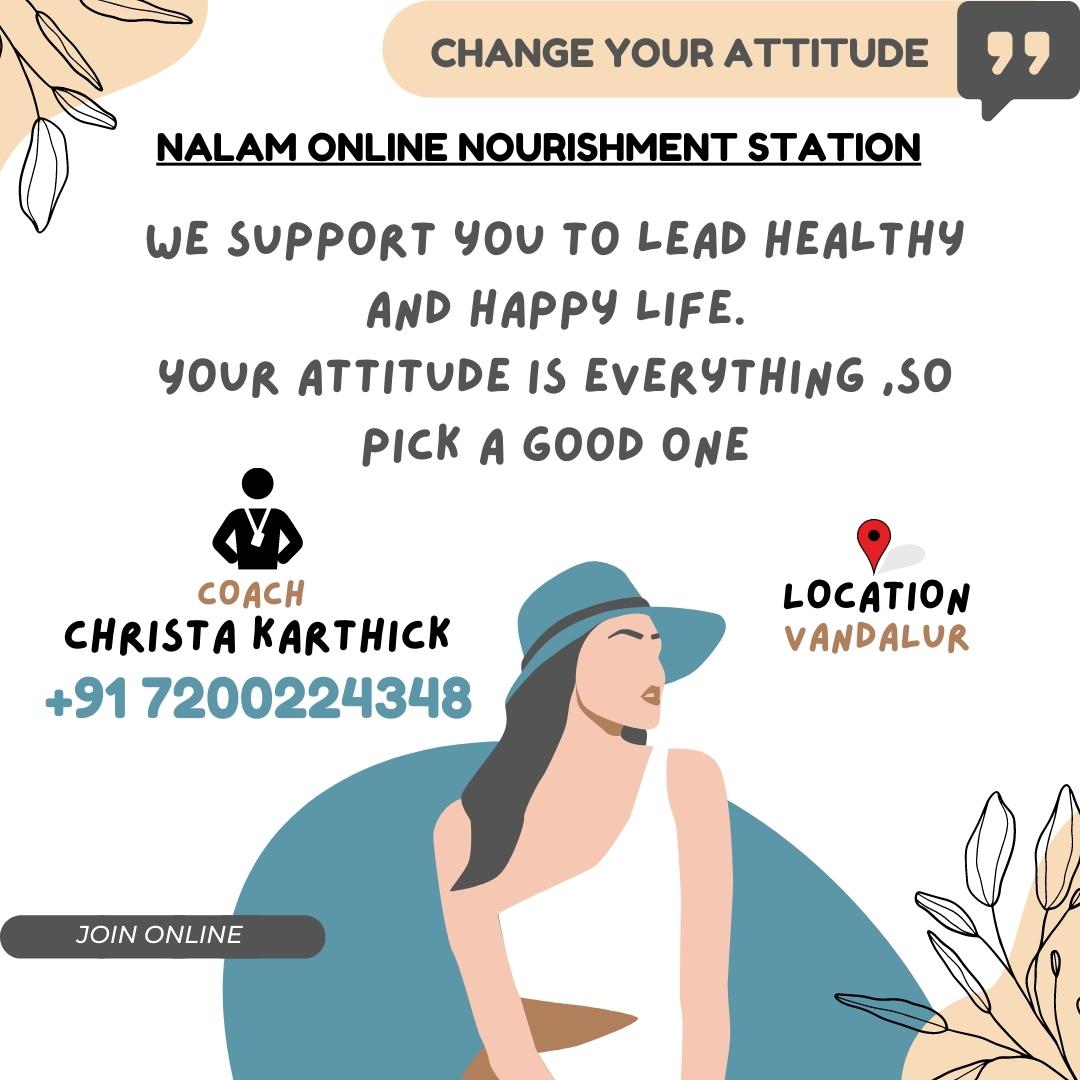 CHANGE YOUR ATTITUDE
NALAM ONLINE NOURISHMENT STATION
WE SUPPORT YOU TO LEAD HEALTHY
AND HAPPY LIFE.
YOUR ATTITUDE IS EVERYTHING ,SO
PICK A GOOD ONE
COACH
CHRISTA KARTHICK
+91 7200224348
LOCATION
VANDALUR
JOIN ONLINE